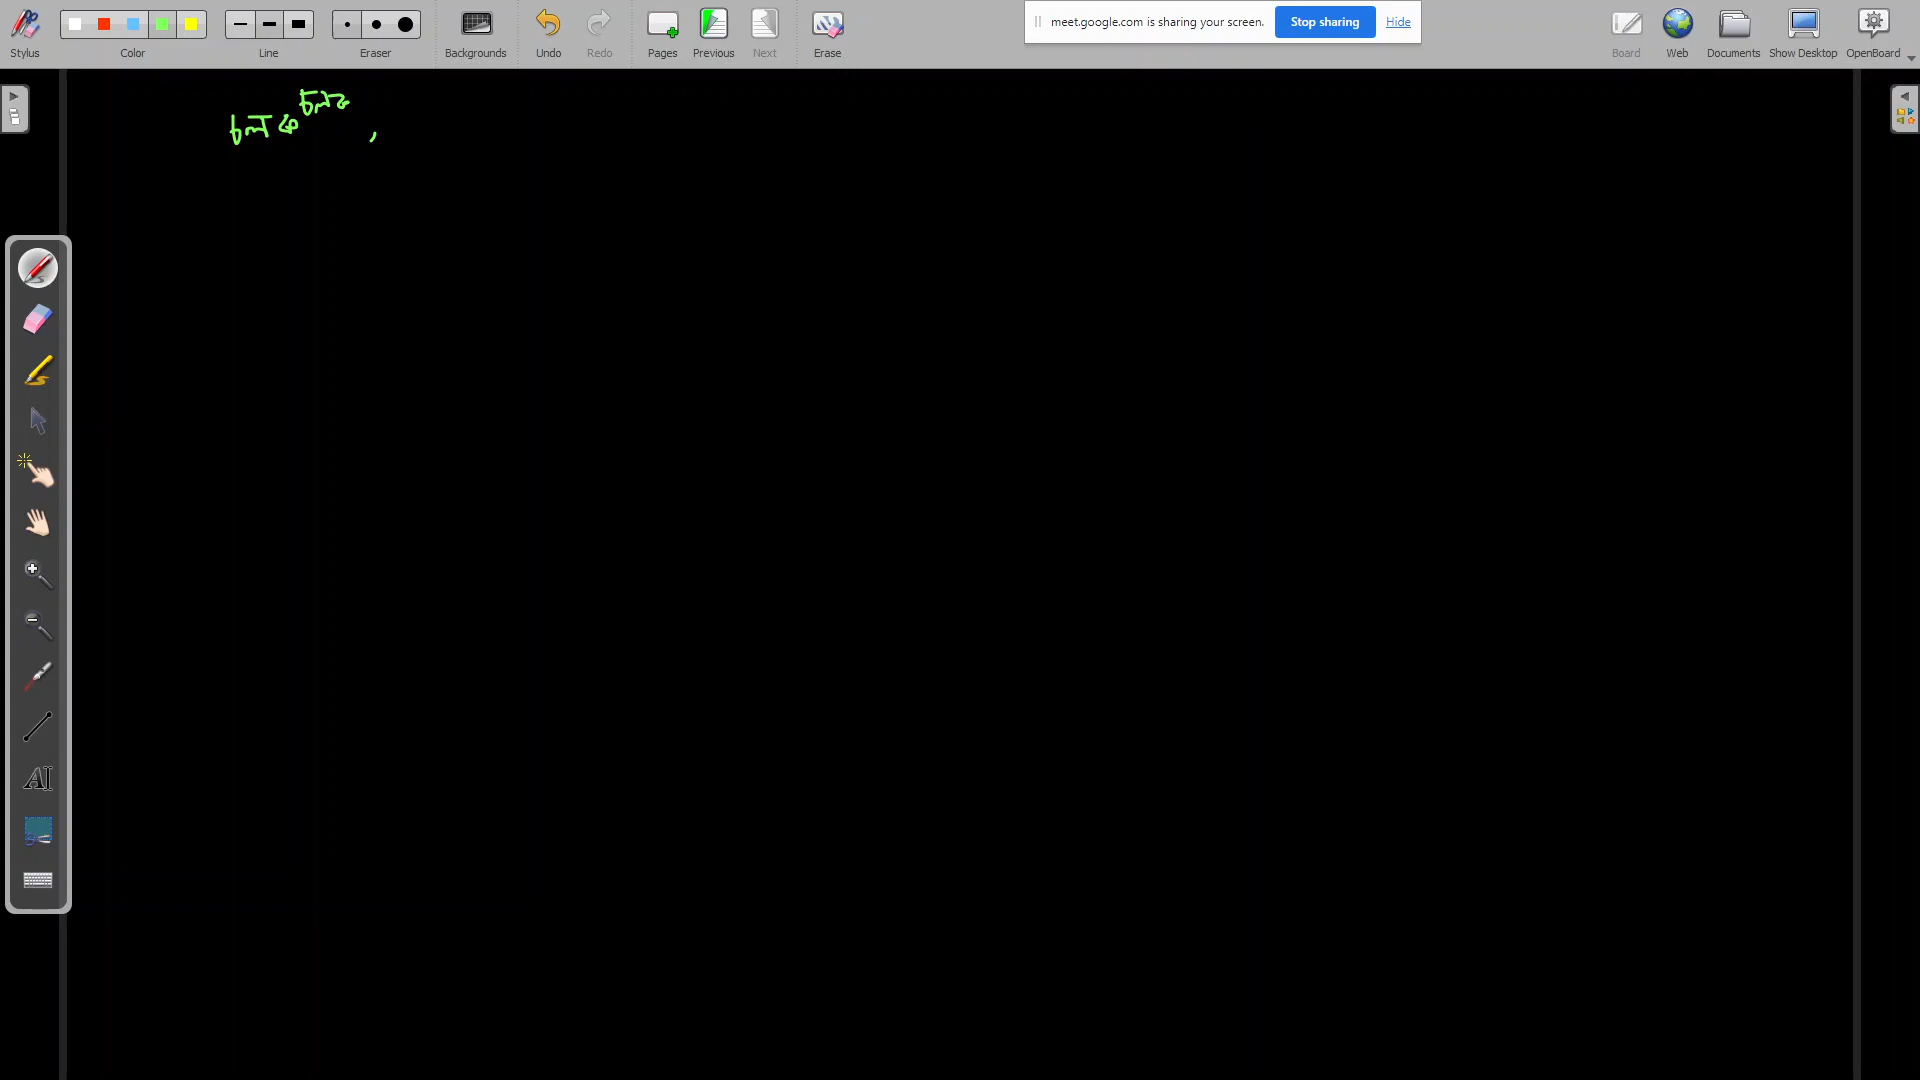 meet.google.com is sharing your screen. Stop sharing Hide
Stylus Color Line Eraser Backgrounds Undo Redo Pages Previous Next Erase Board Web Documents Show Desktop OpenBoard
AI